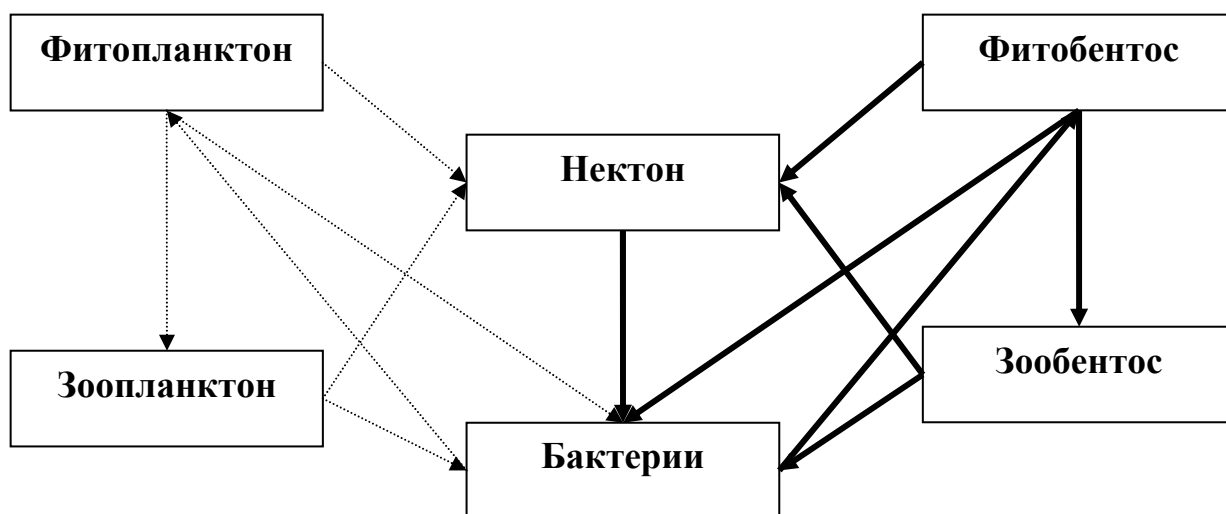 Фитопланктон
Фитобентос
Нектон
Зоопланктон
Зообентос
Бактерии